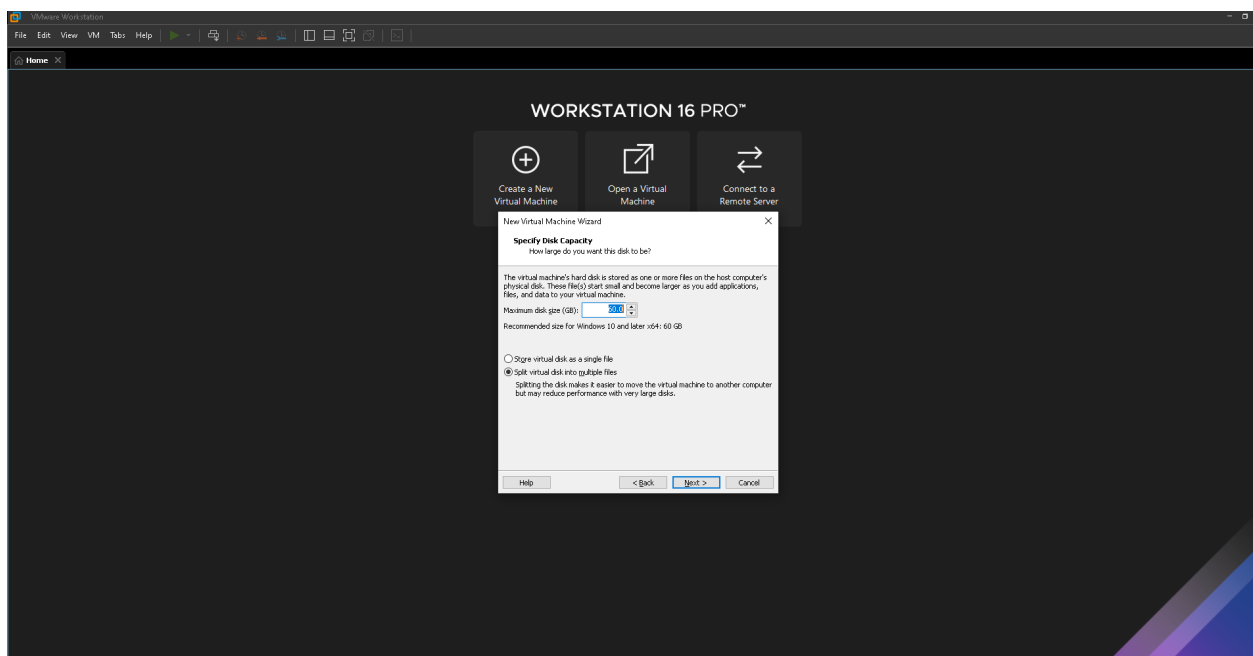 VMware Workstation
File Edit View VM Tabs Help
Home
WORKSTATION 16 PRO™
Create a New
Virtual Machine
Open a Virtual
Machine
Connect to a
Remote Server
New Virtual Machine Wizard
Specify Disk Capacity
How large do you want this disk to be?
The virtual machine's hard disk is stored as one or more files on the host computer's
physical disk. These file(s) start small and become larger as you add applications,
files, and data to your virtual machine.
Maximum disk size (GB): 60.0
Recommended size for Windows 10 and later x64: 60 GB
Store virtual disk as a single file
Split virtual disk into multiple files
Splitting the disk makes it easier to move the virtual machine to another computer
but may reduce performance with very large disks.
Help < Back Next > Cancel